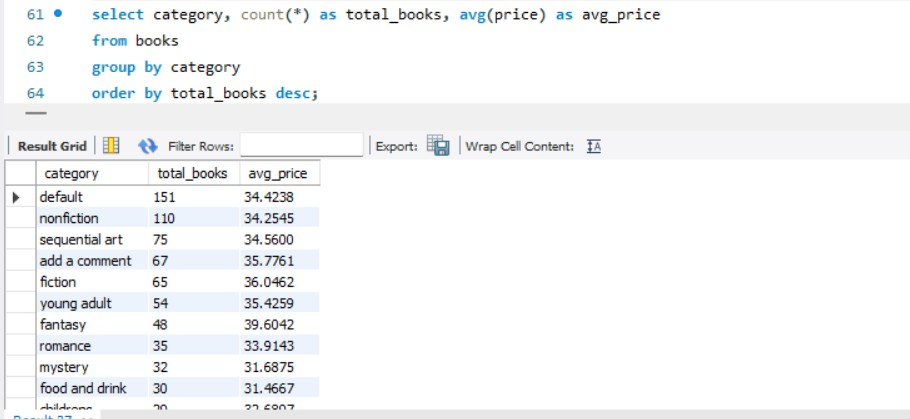 61 select category, count(*) as total_books, avg(price) as avg_price
62 from books
63 group by category
64 order by total_books desc;
Result Grid Filter Rows: Export: Wrap Cell Content: IA
category total_books avg_price
default 151 34.4238
nonfiction 110 34.2545
sequential art 75 34.5600
add a comment 67 35.7761
fiction 65 36.0462
young adult 54 35.4259
fantasy 48 39.6042
romance 35 33.9143
mystery 32 31.6875
food and drink 30 31.4667
childrens 29